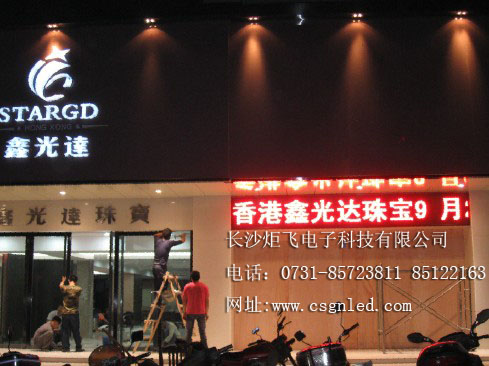 STARGD
HONG KONG
鑫光達
鑫光達珠寶
香港鑫光达珠宝9 月
长沙炬飞电子科技有限公司
电话：0731-85723811 85122163
网址:www.csgnled.com